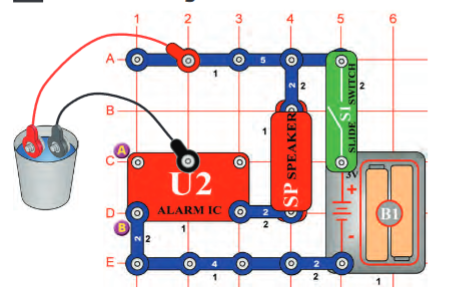 1 2 3 4 5 6
A 1 5
2 2 2
B
1
S1 SLIDE SWITCH
SP SPEAKER
A
C
U2
ALARM IC
3V
+
B1
-
D 2 2
B
1
2 2
E 4 2
1 2 1